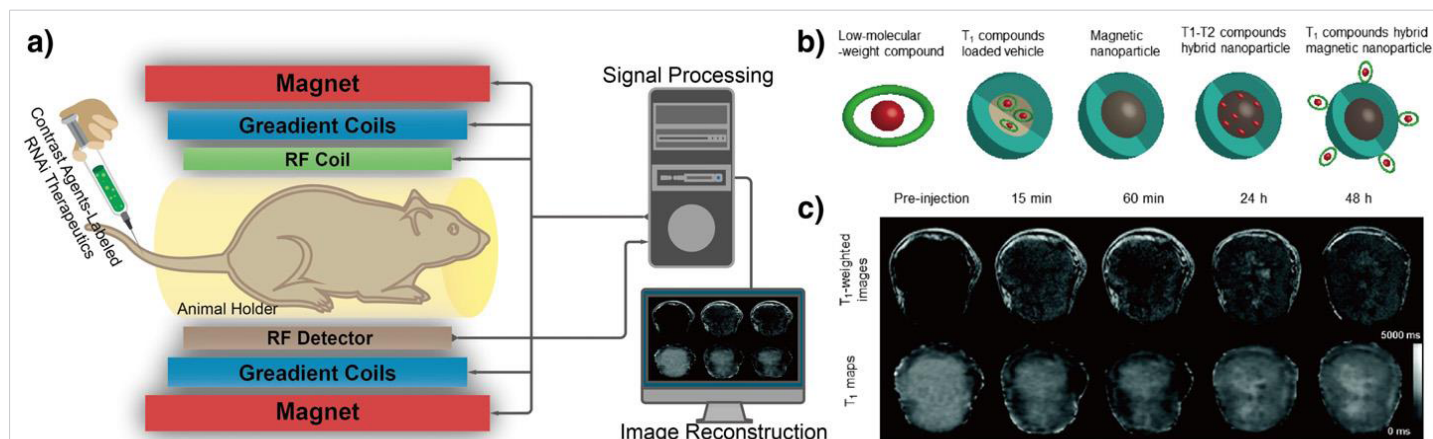 a)
Magnet
Greadient Coils
RF Coil
Contrast Agents-Labeled
RNAi Therapeutics
Animal Holder
RF Detector
Greadient Coils
Magnet
Signal Processing
Image Reconstruction
b)
Low-molecular
-weight compound
T₁ compounds
loaded vehicle
Magnetic
nanoparticle
T1-T2 compounds
hybrid nanoparticle
T₁ compounds hybrid
magnetic nanoparticle
c)
Pre-injection
15 min
60 min
24 h
48 h
T₁-weighted
images
T₁ maps
5000 ms
0 ms